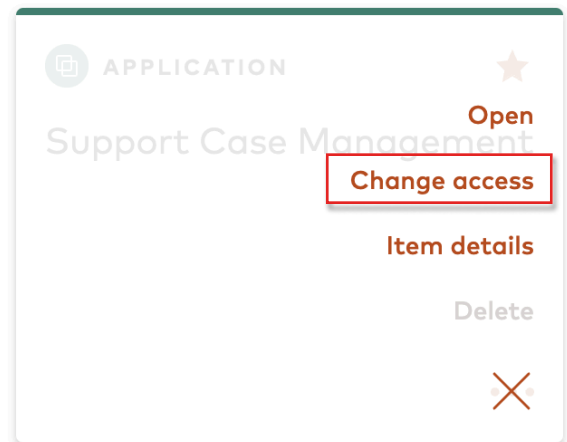 APPLICATION
Open
Support Case Management
Change access
Item details
Delete